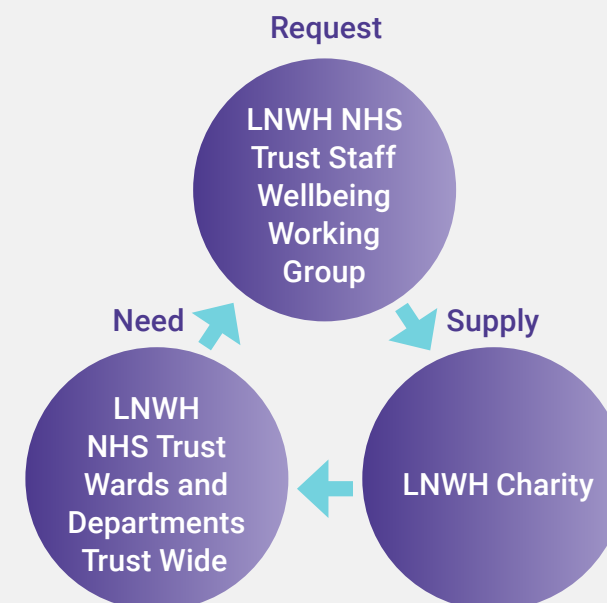 Request
LNWH NHS
Trust Staff
Wellbeing
Working
Group
Need
Supply
LNWH
NHS Trust
Wards and
Departments
Trust Wide
LNWH Charity